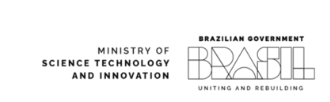 MINISTRY OF
SCIENCE TECHNOLOGY
AND INNOVATION
BRAZILIAN GOVERNMENT
BRASIL
UNITING AND REBUILDING